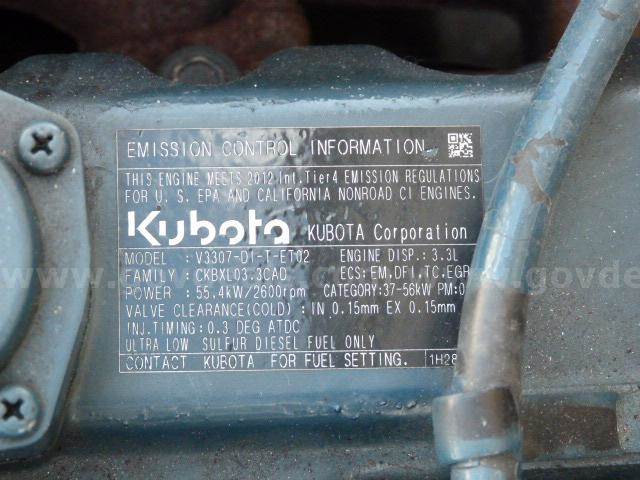 EMISSION CONTROL INFORMATION
THIS ENGINE MEETS 2012 Int. Tier4 EMISSION REGULATIONS
FOR U. S. EPA AND CALIFORNIA NONROAD CI ENGINES.
Kubota KUBOTA Corporation
MODEL : V3307-DI-T-ET02 ENGINE DISP.: 3.3L
FAMILY : CKBXL03.3CAD ECS: EM, DFI, TC, EGR
POWER : 55.4kW/2600rpm CATEGORY: 37-56kW PM:0
VALVE CLEARANCE(COLD) : IN 0.15mm EX 0.15mm
INJ.TIMING: 0.3 DEG ATDC
ULTRA LOW SULFUR DIESEL FUEL ONLY
CONTACT KUBOTA FOR FUEL SETTING. 1H28